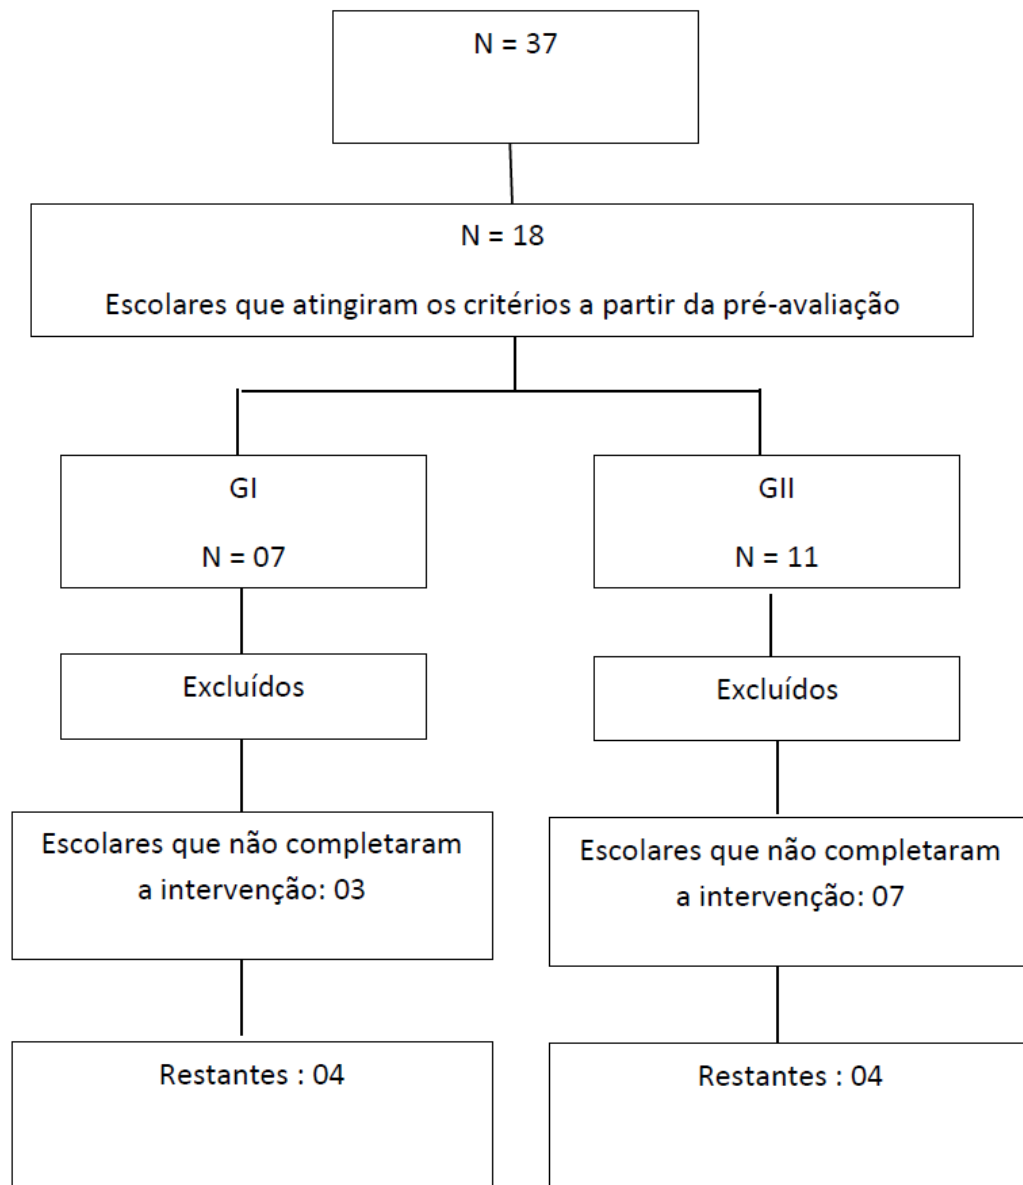 N = 37
N = 18
Escolares que atingiram os critérios a partir da pré-avaliação
GI
N = 07
GII
N = 11
Excluídos
Excluídos
Escolares que não completaram
a intervenção: 03
Escolares que não completaram
a intervenção: 07
Restantes : 04
Restantes : 04